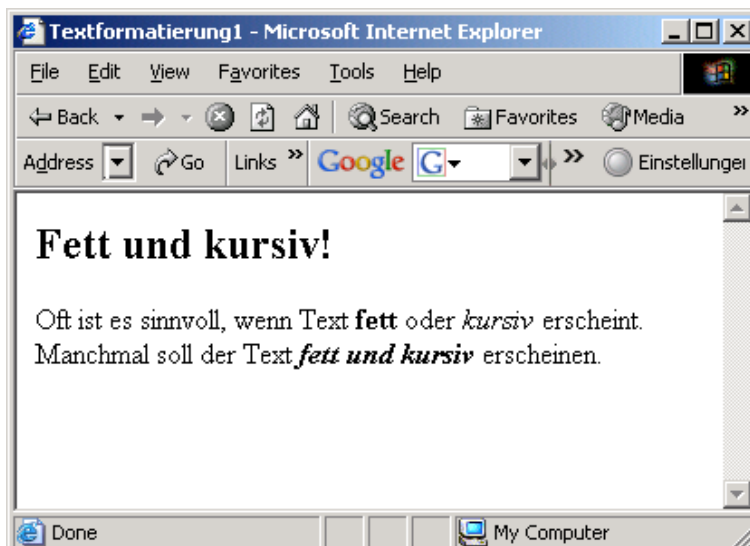 Textformatierung1 - Microsoft Internet Explorer
File Edit View Favorites Tools Help
Back Search Favorites Media »
Address Go Links » Google G » Einstellungen
Fett und kursiv!
Oft ist es sinnvoll, wenn Text fett oder kursiv erscheint.
Manchmal soll der Text fett und kursiv erscheinen.
Done My Computer